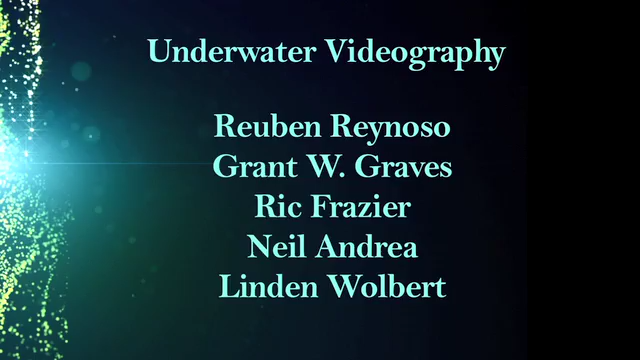 Underwater Videography
Reuben Reynoso
Grant W. Graves
Ric Frazier
Neil Andrea
Linden Wolbert